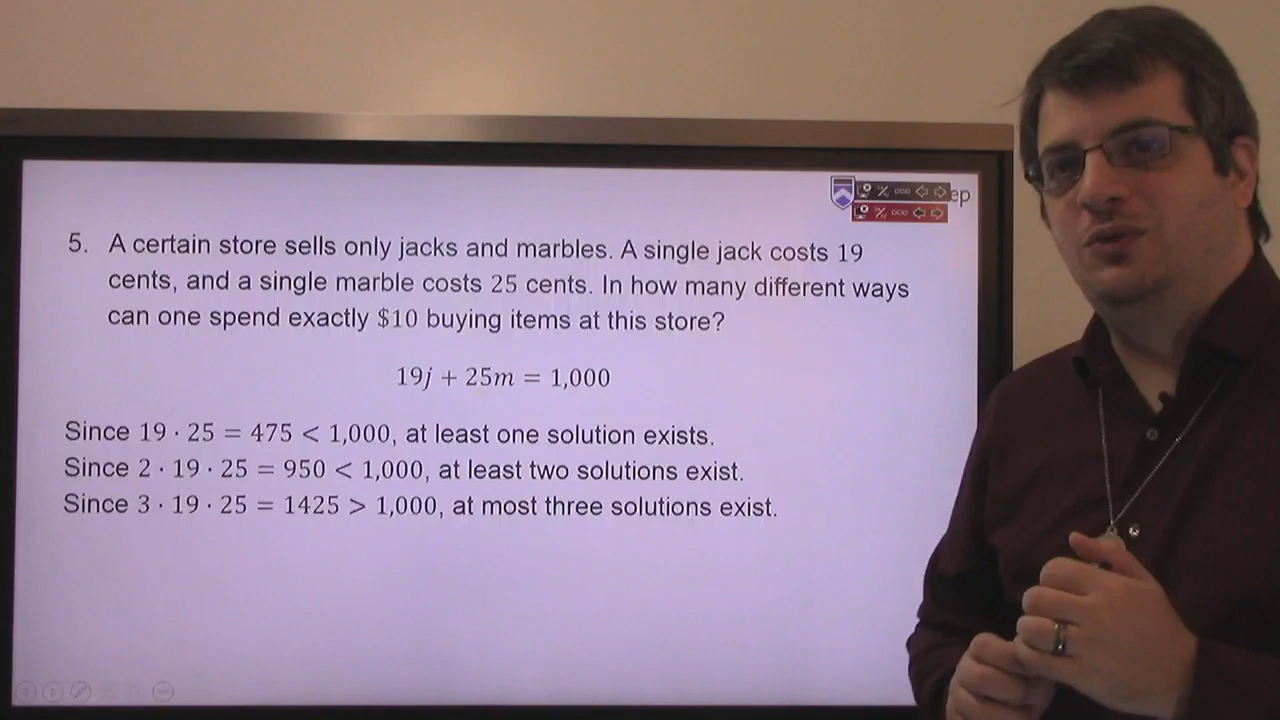 ep
5. A certain store sells only jacks and marbles. A single jack costs 19
cents, and a single marble costs 25 cents. In how many different ways
can one spend exactly $10 buying items at this store?
19j + 25m = 1,000
Since 19 · 25 = 475 < 1,000, at least one solution exists.
Since 2 · 19 · 25 = 950 < 1,000, at least two solutions exist.
Since 3 · 19 · 25 = 1425 > 1,000, at most three solutions exist.